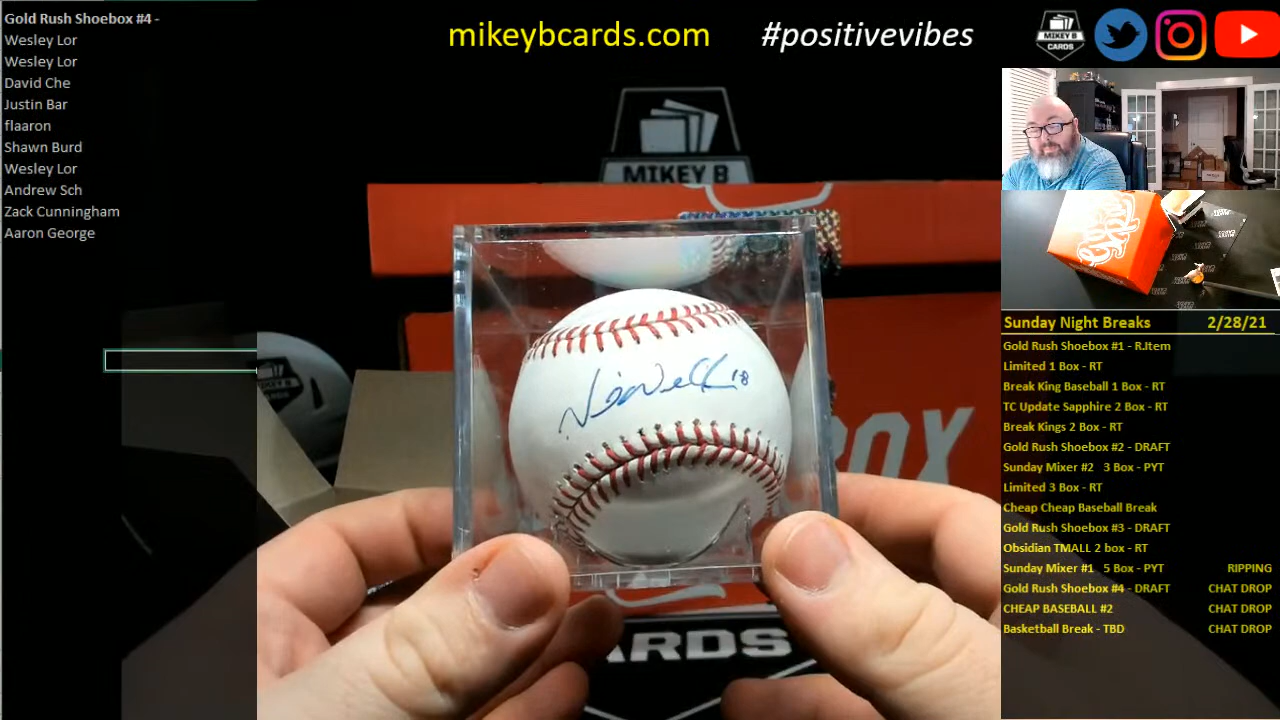 Gold Rush Shoebox #4 -
Wesley Lor
Wesley Lor
David Che
Justin Bar
flaaron
Shawn Burd
Wesley Lor
Andrew Sch
Zack Cunningham
Aaron George
mikeybcards.com
#positivevibes
MIKEY B
CARDS
MIKEY B
BOX
18
CARDS
Sunday Night Breaks 2/28/21
Gold Rush Shoebox #1 - R.Item
Limited 1 Box - RT
Break King Baseball 1 Box - RT
TC Update Sapphire 2 Box - RT
Break Kings 2 Box - RT
Gold Rush Shoebox #2 - DRAFT
Sunday Mixer #2 3 Box - PYT
Limited 3 Box - RT
Cheap Cheap Baseball Break
Gold Rush Shoebox #3 - DRAFT
Obsidian TMALL 2 box - RT
Sunday Mixer #1 5 Box - PYT RIPPING
Gold Rush Shoebox #4 - DRAFT CHAT DROP
CHEAP BASEBALL #2 CHAT DROP
Basketball Break - TBD CHAT DROP